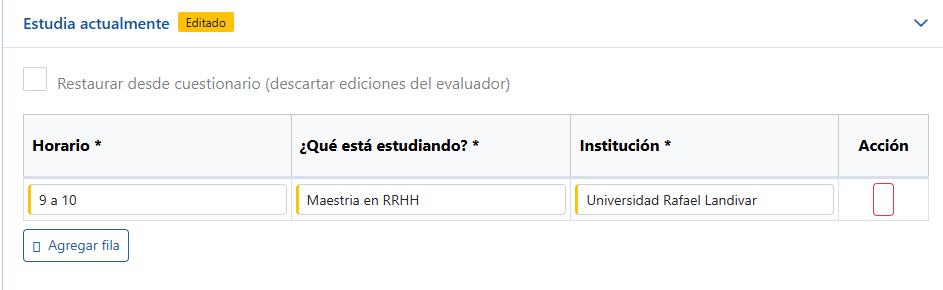 Estudia actualmente Editado
Restaurar desde cuestionario (descartar ediciones del evaluador)
Horario * ¿Qué está estudiando? * Institución * Acción
9 a 10 Maestria en RRHH Universidad Rafael Landivar
Agregar fila